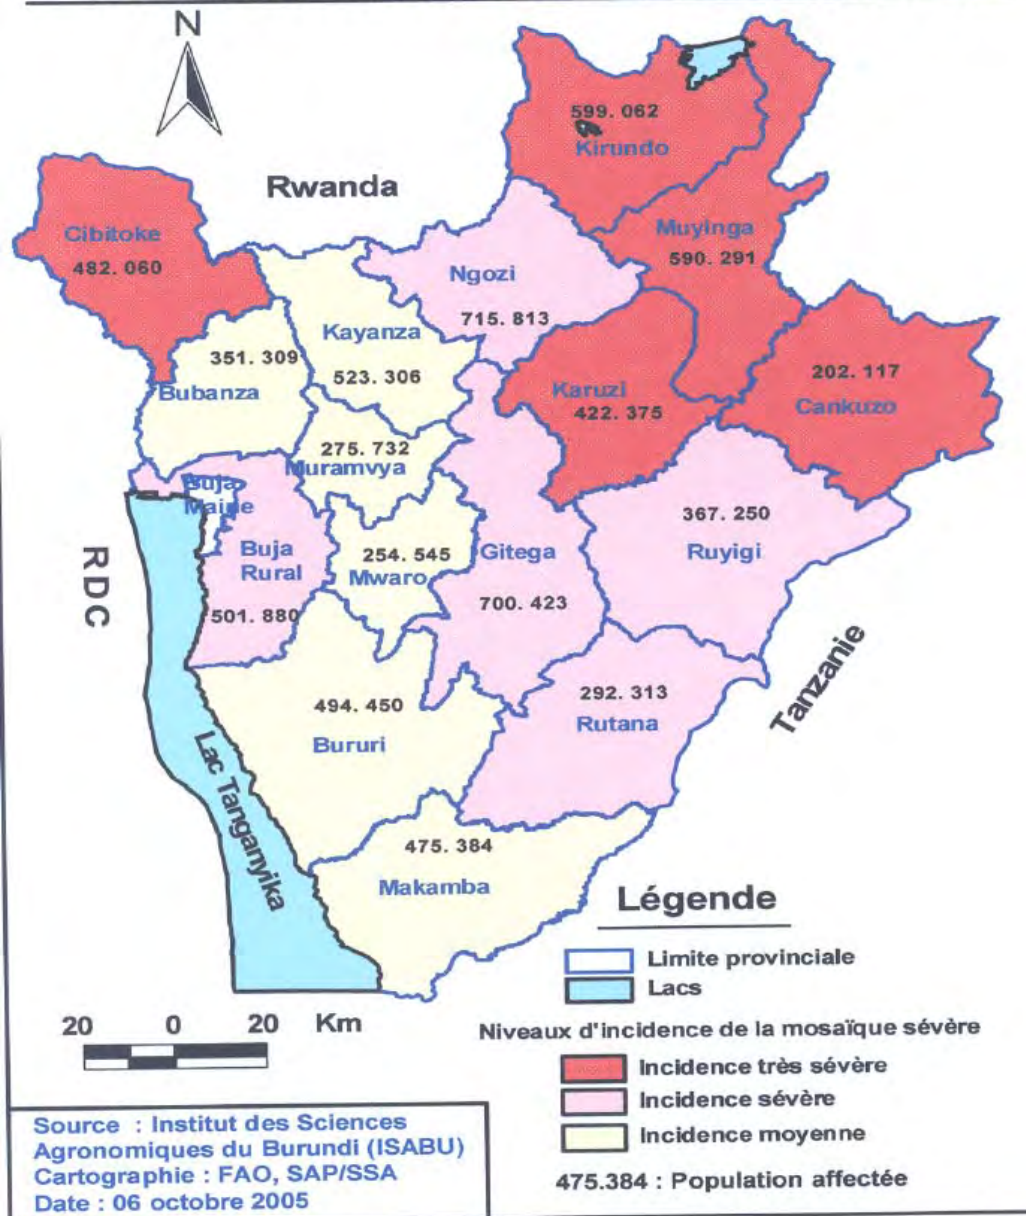 N
Rwanda
599. 062
Kirundo
Cibitoke
482. 060
Muyinga
590. 291
Ngozi
715. 813
Kayanza
523. 306
351. 309
Bubanza
Karuzi
422. 375
202. 117
Cankuzo
275. 732
Muramvya
Buja
Mairie
Buja
Rural
501. 880
254. 545
Mwaro
Gitega
700. 423
367. 250
Ruyigi
RDC
494. 450
Bururi
292. 313
Rutana
Tanzanie
Lac Tanganyika
475. 384
Makamba
Légende
Limite provinciale
Lacs
20 0 20 Km
Niveaux d'incidence de la mosaïque sévère
Incidence très sévère
Incidence sévère
Incidence moyenne
475.384 : Population affectée
Source : Institut des Sciences
Agronomiques du Burundi (ISABU)
Cartographie : FAO, SAP/SSA
Date : 06 octobre 2005